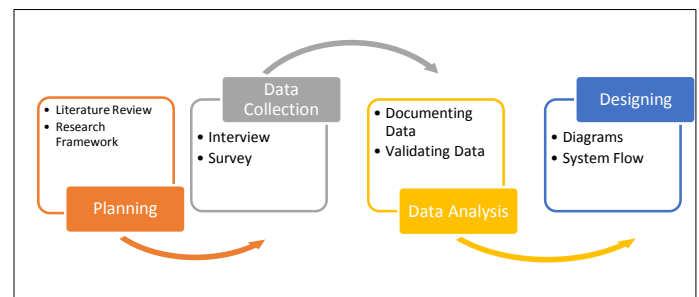 • Literature Review
• Research
Framework
Planning
Data
Collection
• Interview
• Survey
• Documenting
Data
• Validating Data
Data Analysis
Designing
• Diagrams
• System Flow